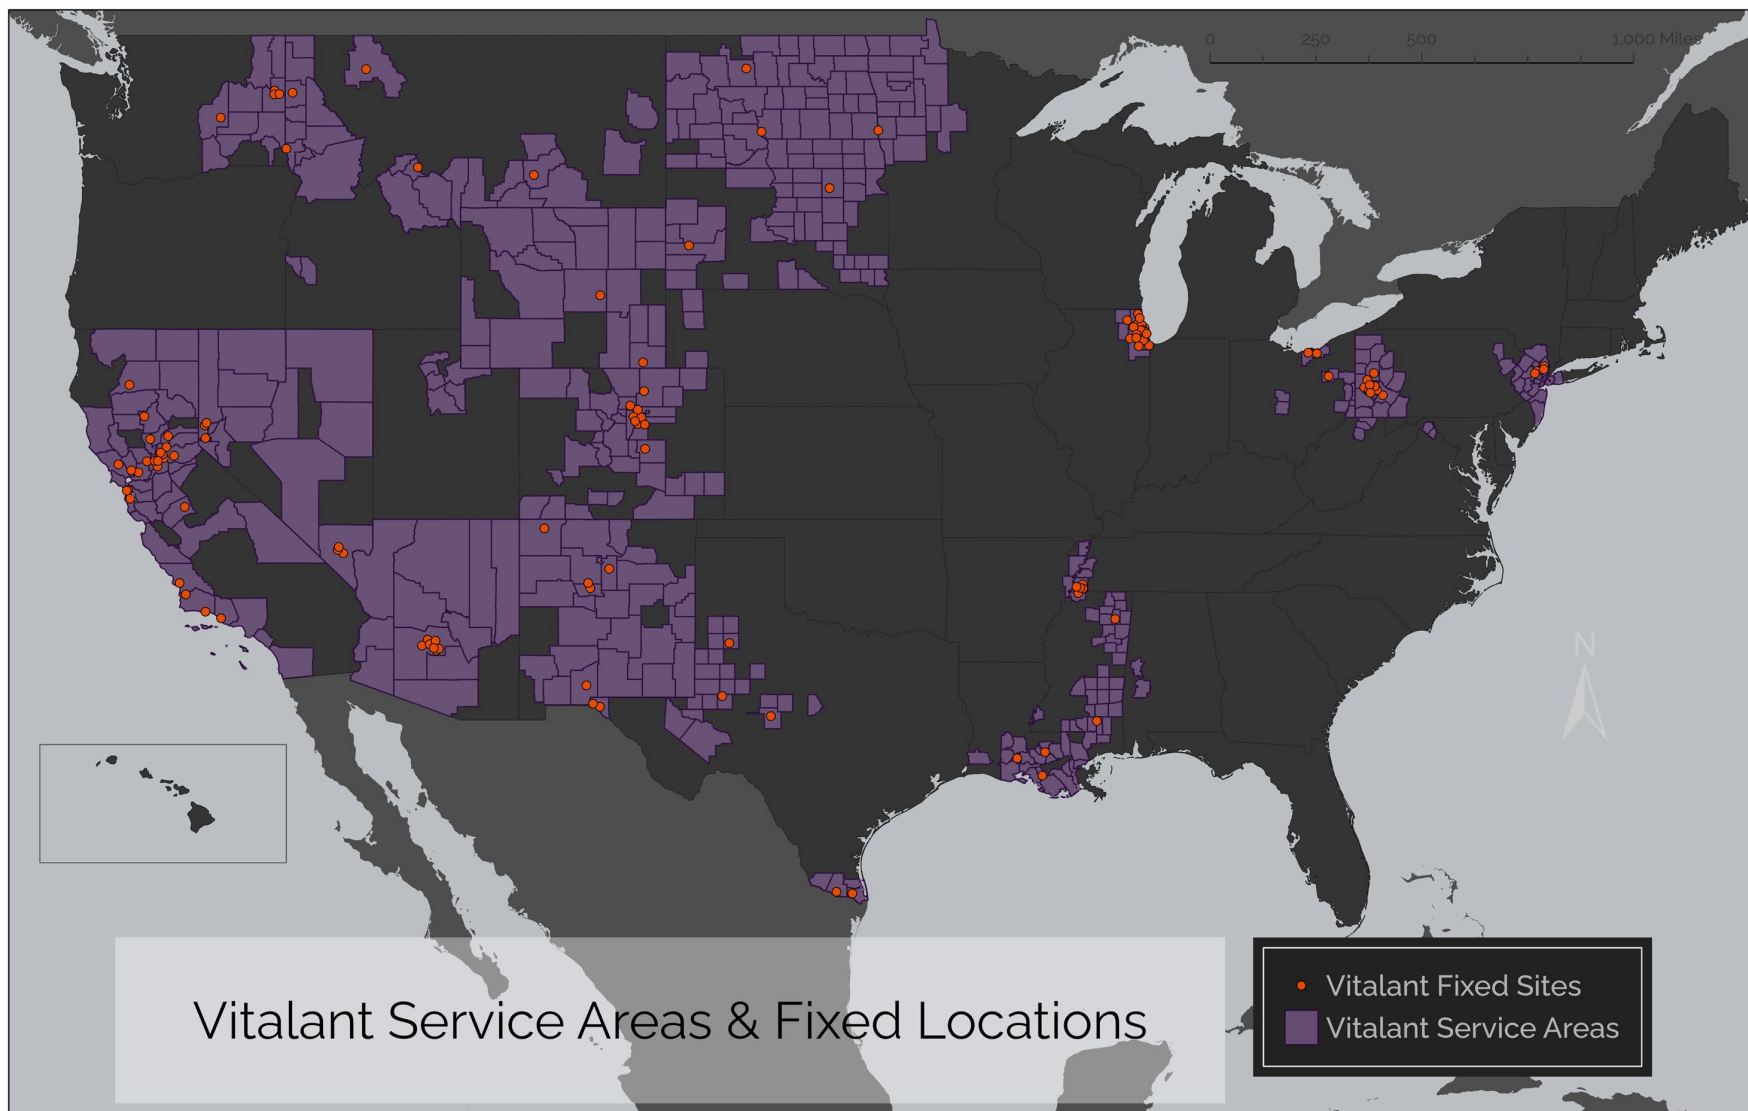 0 250 500 1,000 Miles
N
Vitalant Service Areas & Fixed Locations
Vitalant Fixed Sites
Vitalant Service Areas